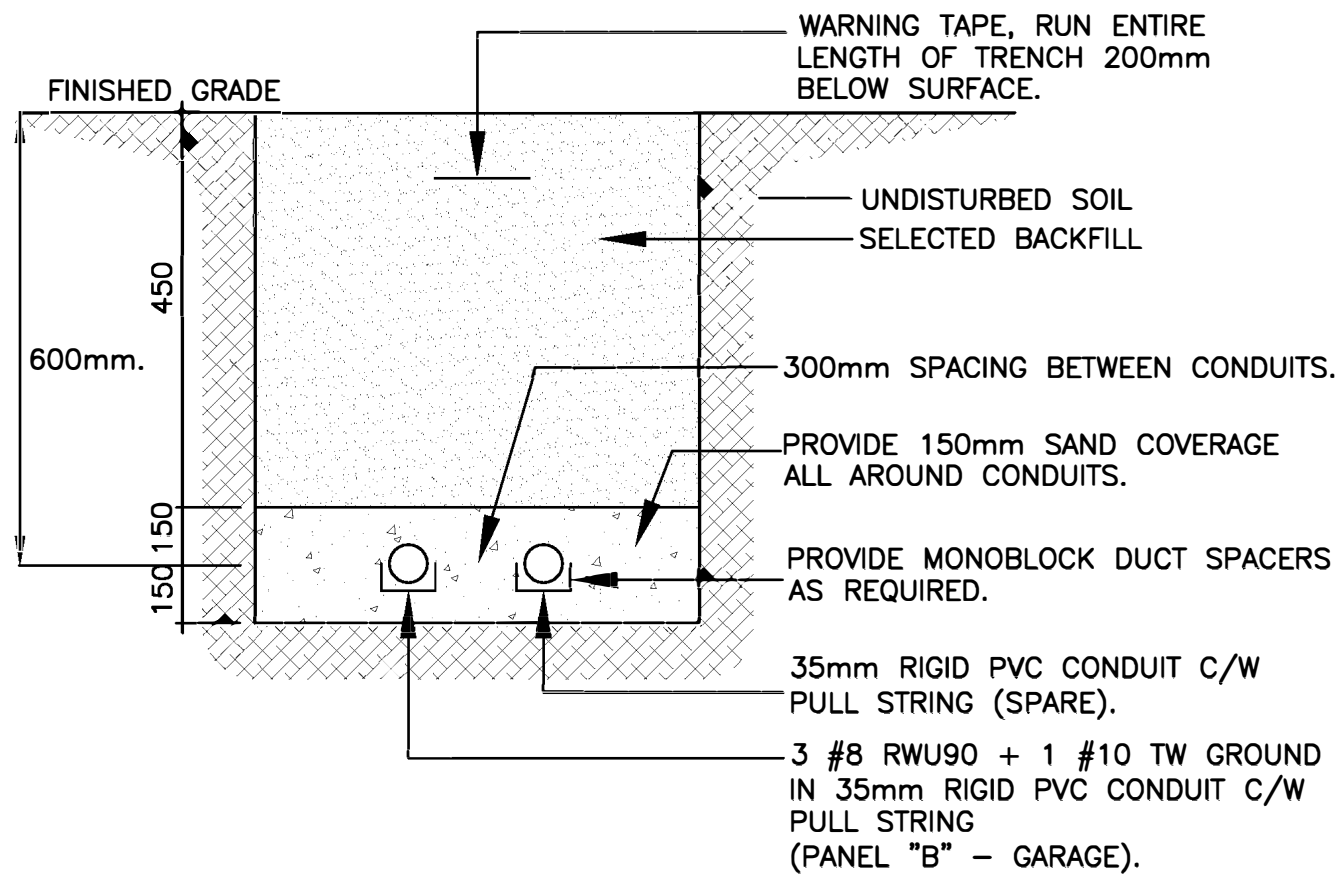 WARNING TAPE, RUN ENTIRE
LENGTH OF TRENCH 200mm
BELOW SURFACE.
FINISHED GRADE
UNDISTURBED SOIL
SELECTED BACKFILL
450
600mm.
300mm SPACING BETWEEN CONDUITS.
PROVIDE 150mm SAND COVERAGE
ALL AROUND CONDUITS.
150
150
PROVIDE MONOBLOCK DUCT SPACERS
AS REQUIRED.
35mm RIGID PVC CONDUIT C/W
PULL STRING (SPARE).
3 #8 RWU90 + 1 #10 TW GROUND
IN 35mm RIGID PVC CONDUIT C/W
PULL STRING
(PANEL "B" – GARAGE).